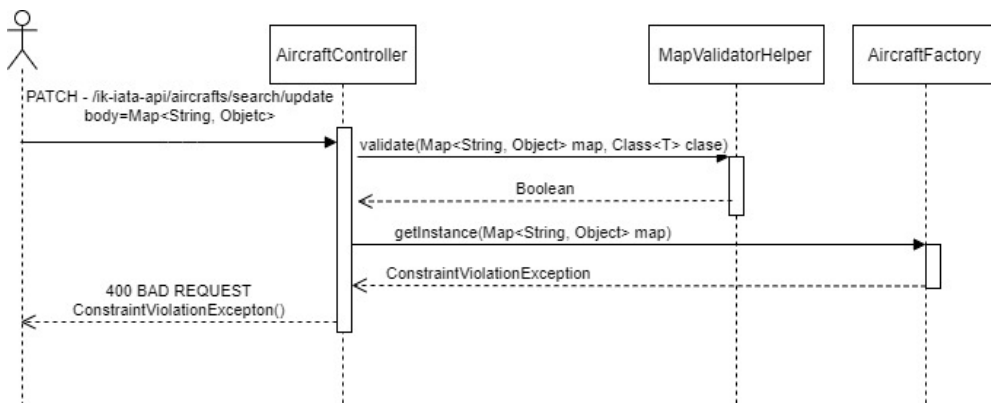 AircraftController
MapValidatorHelper
AircraftFactory
PATCH - /ik-iata-api/aircrafts/search/update
body=Map<String, Objetc>
validate(Map<String, Object> map, Class<T> clase)
Boolean
getInstance(Map<String, Object> map)
ConstraintViolationException
400 BAD REQUEST
ConstraintViolationExcepton()